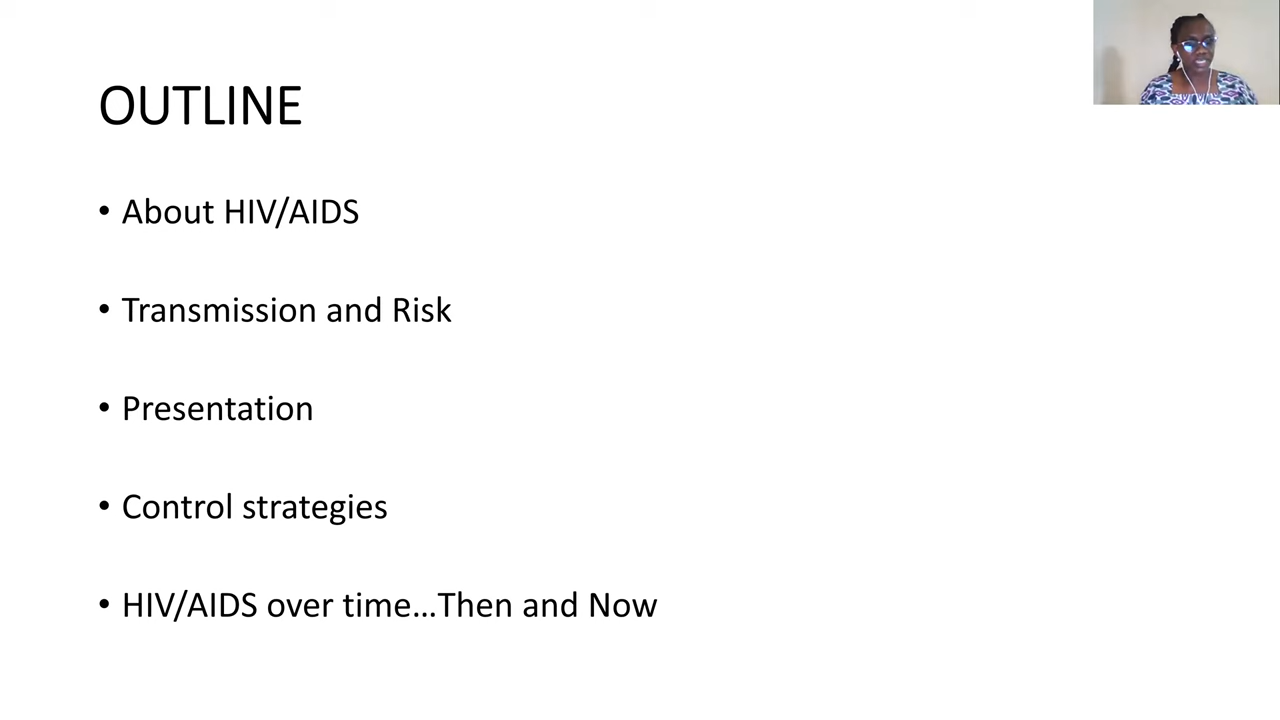 OUTLINE
• About HIV/AIDS
• Transmission and Risk
• Presentation
• Control strategies
• HIV/AIDS over time...Then and Now